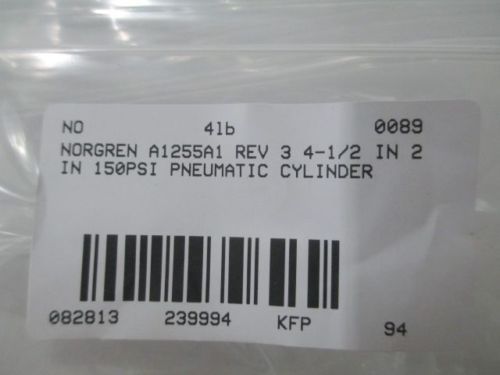 NO 4lb 0089
NORGREN A1255A1 REV 3 4-1/2 IN 2
IN 150PSI PNEUMATIC CYLINDER
082813 239994 KFP 94